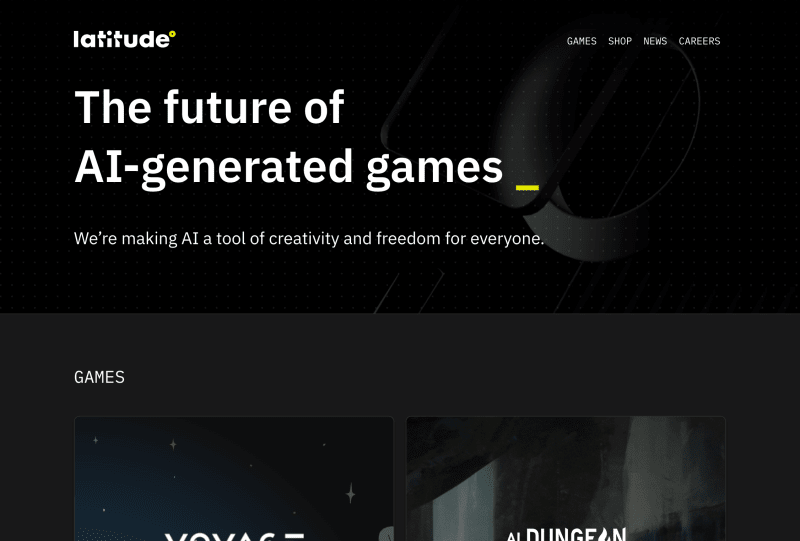 latitude
GAMES SHOP NEWS CAREERS
The future of
AI-generated games _
We’re making AI a tool of creativity and freedom for everyone.
GAMES
VOYAGE
AI DUNGEON